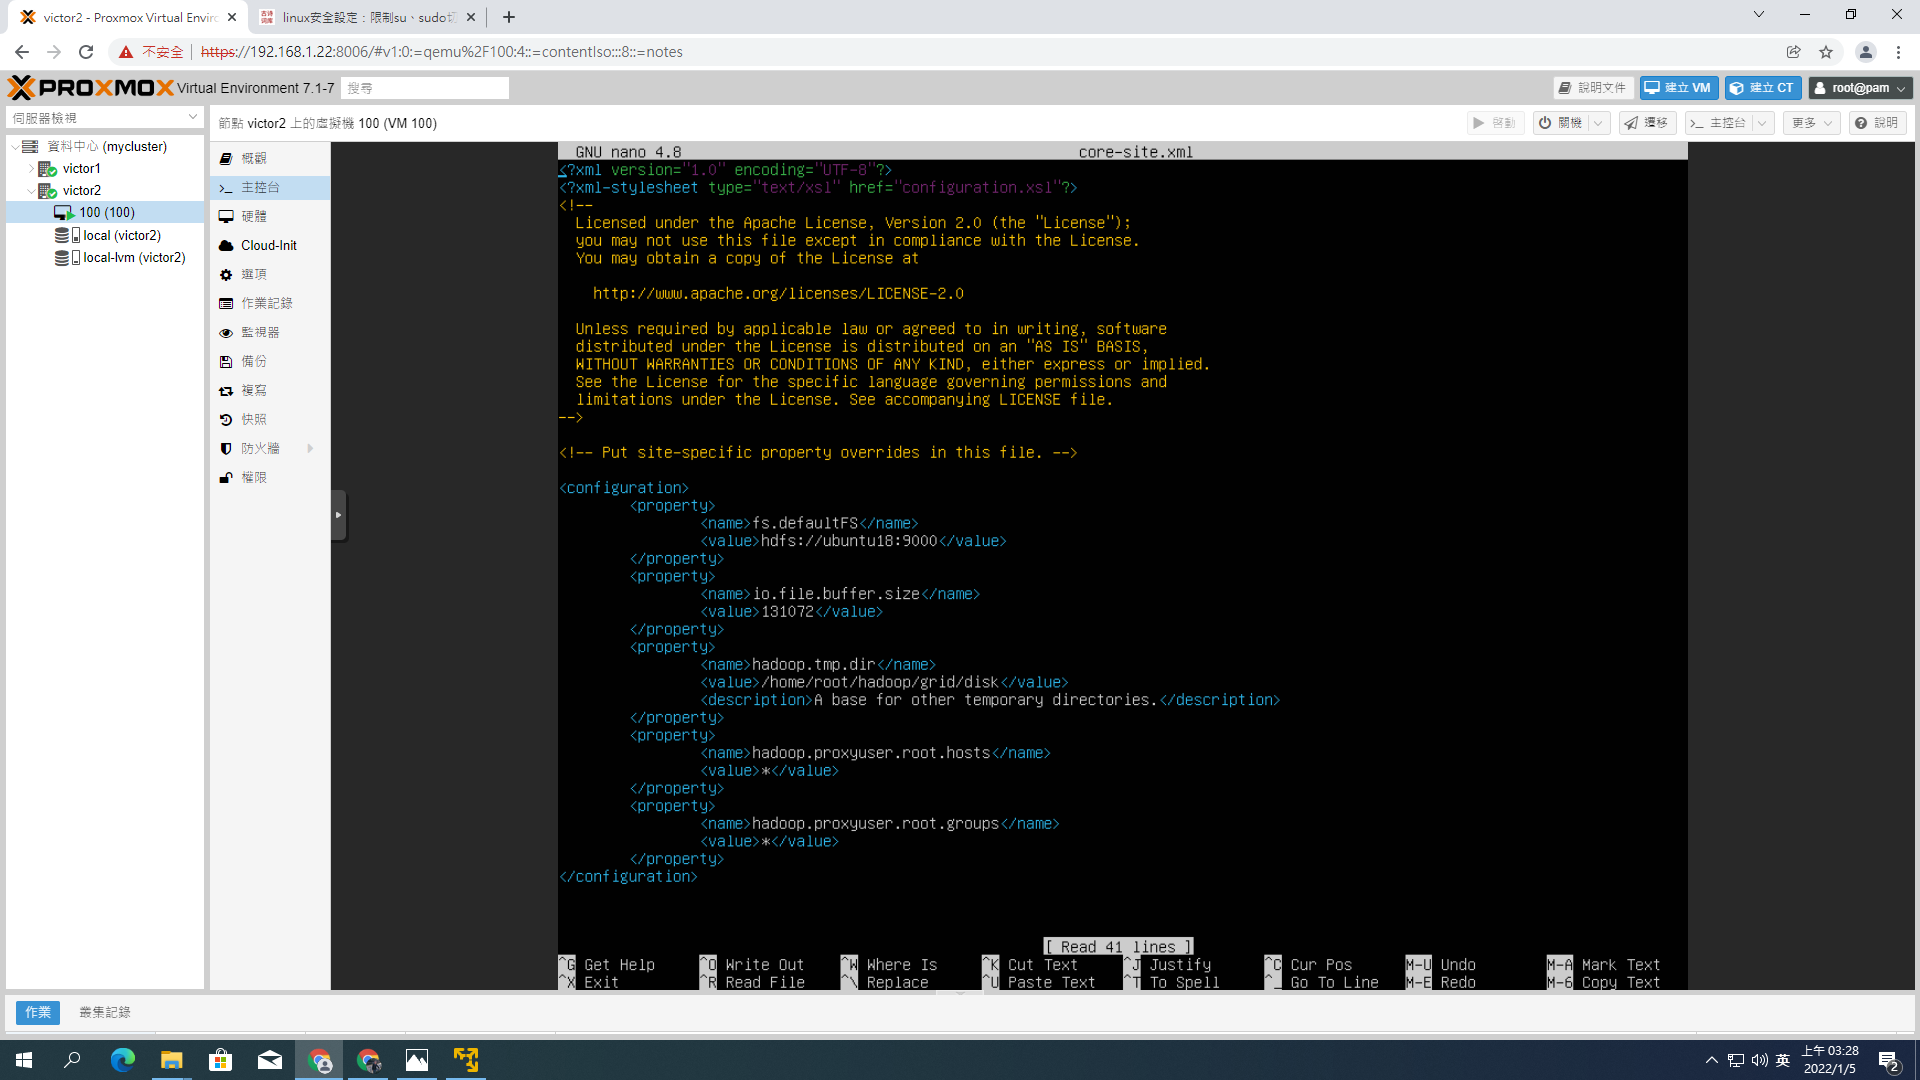 victor2 - Proxmox Virtual Enviro
linux安全設定：限制su、sudo切
不安全
https://192.168.1.22:8006/#v1:0:=qemu%2F100:4::=contentIso:::8::=notes
PROXMOX Virtual Environment 7.1-7
搜尋
說明文件
建立 VM
建立 CT
root@pam
伺服器檢視
節點 victor2 上的虛擬機 100 (VM 100)
啓動
關機
遷移
主控台
更多
說明
資料中心 (mycluster)
victor1
victor2
100 (100)
local (victor2)
local-lvm (victor2)
概觀
主控台
硬體
Cloud-Init
選項
作業記錄
監視器
備份
複寫
快照
防火牆
權限
GNU nano 4.8
core-site.xml
<?xml version="1.0" encoding="UTF-8"?>
<?xml-stylesheet type="text/xsl" href="configuration.xsl"?>
<!--
Licensed under the Apache License, Version 2.0 (the "License");
you may not use this file except in compliance with the License.
You may obtain a copy of the License at
http://www.apache.org/licenses/LICENSE-2.0
Unless required by applicable law or agreed to in writing, software
distributed under the License is distributed on an "AS IS" BASIS,
WITHOUT WARRANTIES OR CONDITIONS OF ANY KIND, either express or implied.
See the License for the specific language governing permissions and
limitations under the License. See accompanying LICENSE file.
-->
<!-- Put site-specific property overrides in this file. -->
<configuration>
<property>
<name>fs.defaultFS</name>
<value>hdfs://ubuntu18:9000</value>
</property>
<property>
<name>io.file.buffer.size</name>
<value>131072</value>
</property>
<property>
<name>hadoop.tmp.dir</name>
<value>/home/root/hadoop/grid/disk</value>
<description>A base for other temporary directories.</description>
</property>
<property>
<name>hadoop.proxyuser.root.hosts</name>
<value>*</value>
</property>
<property>
<name>hadoop.proxyuser.root.groups</name>
<value>*</value>
</property>
</configuration>
[ Read 41 lines ]
^G Get Help ^O Write Out ^W Where Is ^K Cut Text ^J Justify ^C Cur Pos M-U Undo M-A Mark Text
^X Exit ^R Read File ^\ Replace ^U Paste Text ^T To Spell ^_ Go To Line M-E Redo M-6 Copy Text
作業
叢集記錄
英
上午 03:28
2022/1/5
2